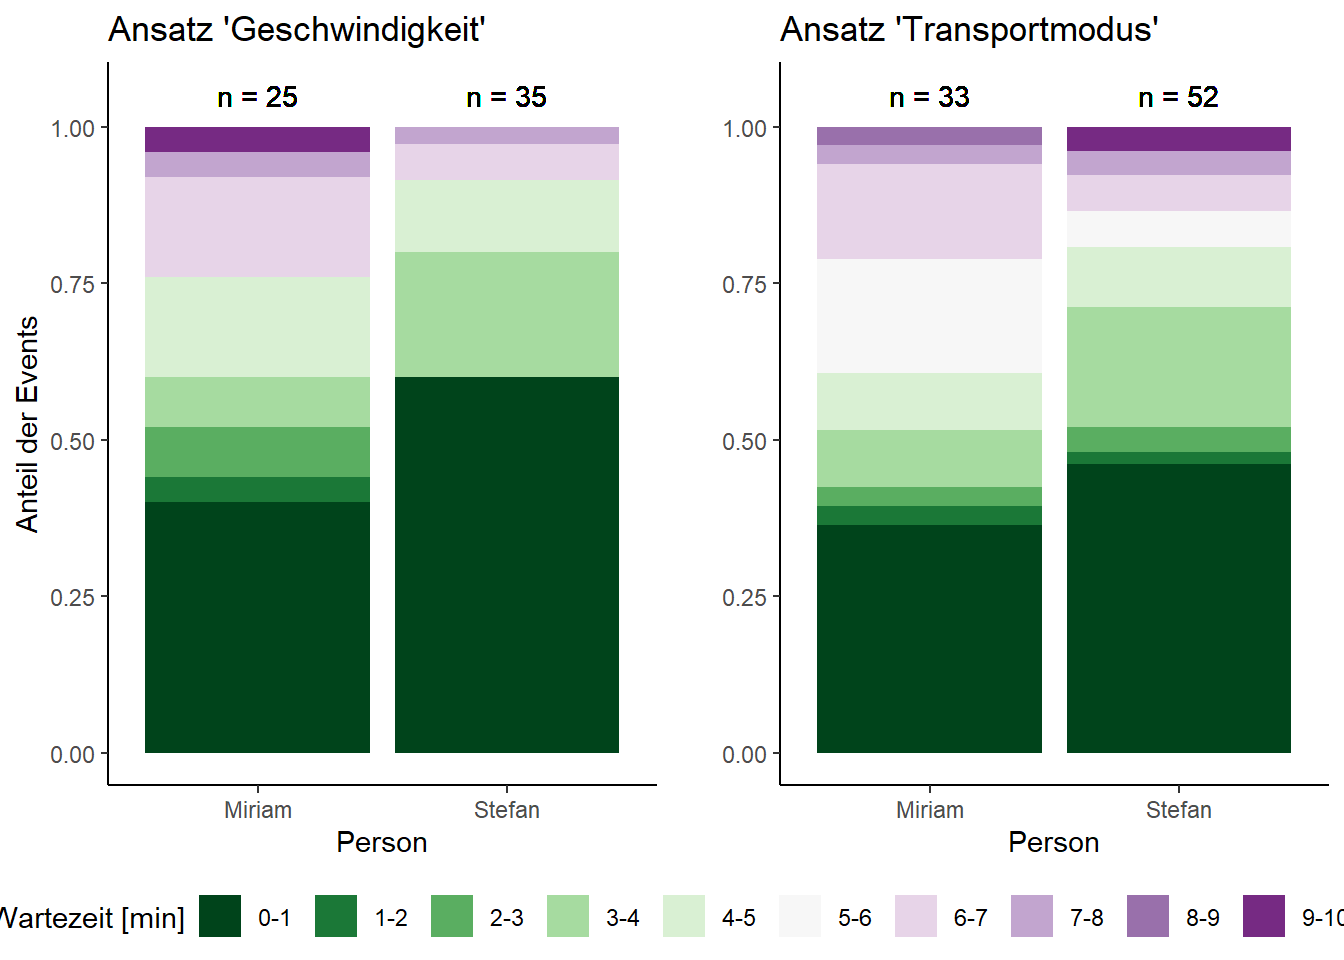 Ansatz 'Geschwindigkeit'
n = 25 n = 35
1.00
0.75
0.50
0.25
0.00
Anteil der Events
Miriam Stefan
Person
Ansatz 'Transportmodus'
n = 33 n = 52
1.00
0.75
0.50
0.25
0.00
Miriam Stefan
Person
Wartezeit [min] 0-1 1-2 2-3 3-4 4-5 5-6 6-7 7-8 8-9 9-10